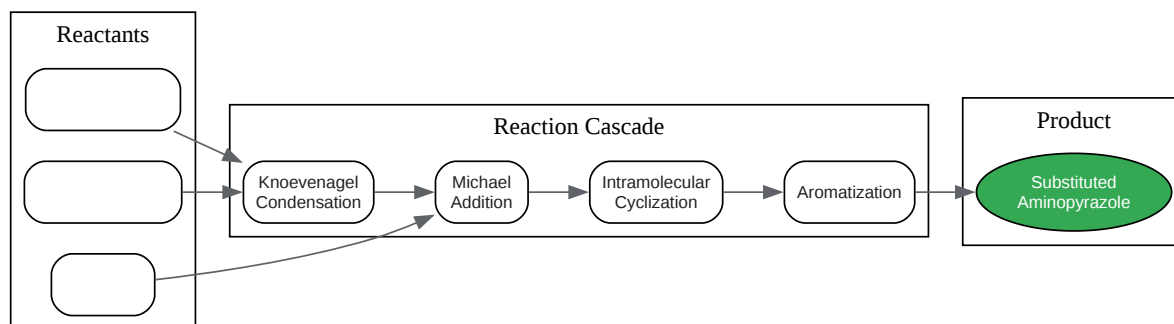 Reactants
Reaction Cascade
Knoevenagel
Condensation
Michael
Addition
Intramolecular
Cyclization
Aromatization
Product
Substituted
Aminopyrazole